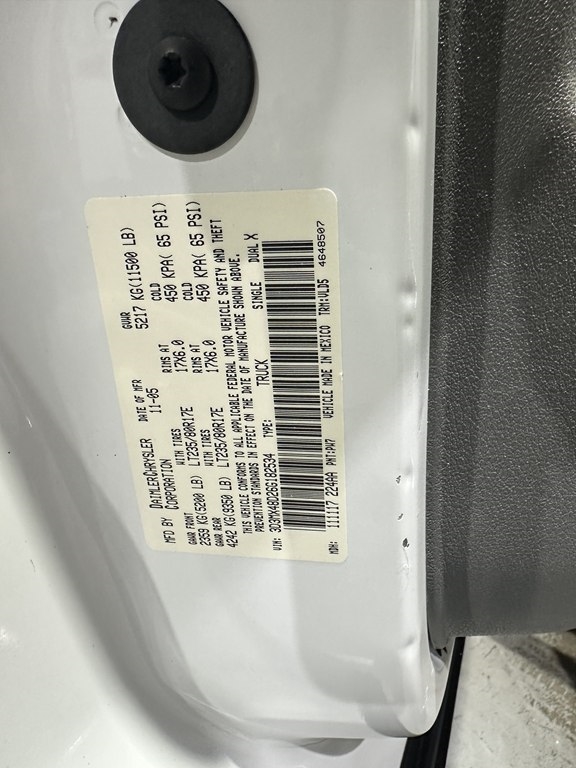 MFD BY DAIMLERCHRYSLER CORPORATION DATE OF MFR 11-05 GVWR 5217 KG(11500 LB)
GAWR FRONT WITH TIRES RIMS AT COLD
2359 KG(5200 LB) LT235/80R17E 17X6.0 450 KPA( 65 PSI)
GAWR REAR WITH TIRES RIMS AT COLD
4242 KG(9350 LB) LT235/80R17E 17X6.0 450 KPA( 65 PSI)
THIS VEHICLE CONFORMS TO ALL APPLICABLE FEDERAL MOTOR VEHICLE SAFETY AND THEFT
PREVENTION STANDARDS IN EFFECT ON THE DATE OF MANUFACTURE SHOWN ABOVE.
VIN: 3D3MX48D26G182534 TYPE: TRUCK SINGLE DUAL X
MDH: 111117 224AA PNT:PW7 VEHICLE MADE IN MEXICO TRM:VLD5 4648507